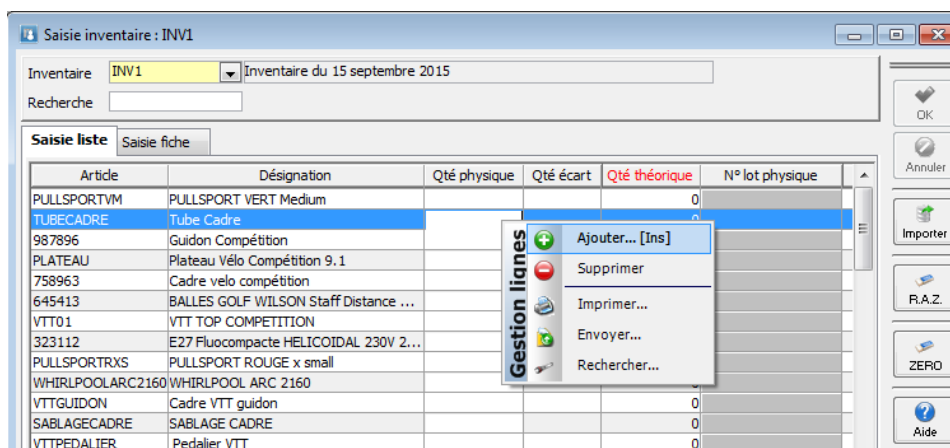 Saisie inventaire : INV1
Inventaire INV1 Inventaire du 15 septembre 2015
Recherche
OK
Annuler
Importer
R.A.Z.
ZERO
Aide
Saisie liste Saisie fiche
Article Désignation Qté physique Qté écart Qté théorique N° lot physique
PULLSPORTVM PULLSPORT VERT Medium 0
TUBECADRE Tube Cadre 0
987896 Guidon Compétition
PLATEAU Plateau Vélo Compétition 9.1
758963 Cadre velo compétition
645413 BALLES GOLF WILSON Staff Distance ...
VTT01 VTT TOP COMPETITION
323112 E27 Fluocompacte HELICOIDAL 230V 2...
PULLSPORTRXS PULLSPORT ROUGE x small
WHIRLPOOLARC2160 WHIRLPOOL ARC 2160 0
VTTGUIDON Cadre VTT guidon 0
SABLAGECADRE SABLAGE CADRE 0
VTTPEDALIER Pedalier VTT 0
Gestion lignes
Ajouter... [Ins]
Supprimer
Imprimer...
Envoyer...
Rechercher...